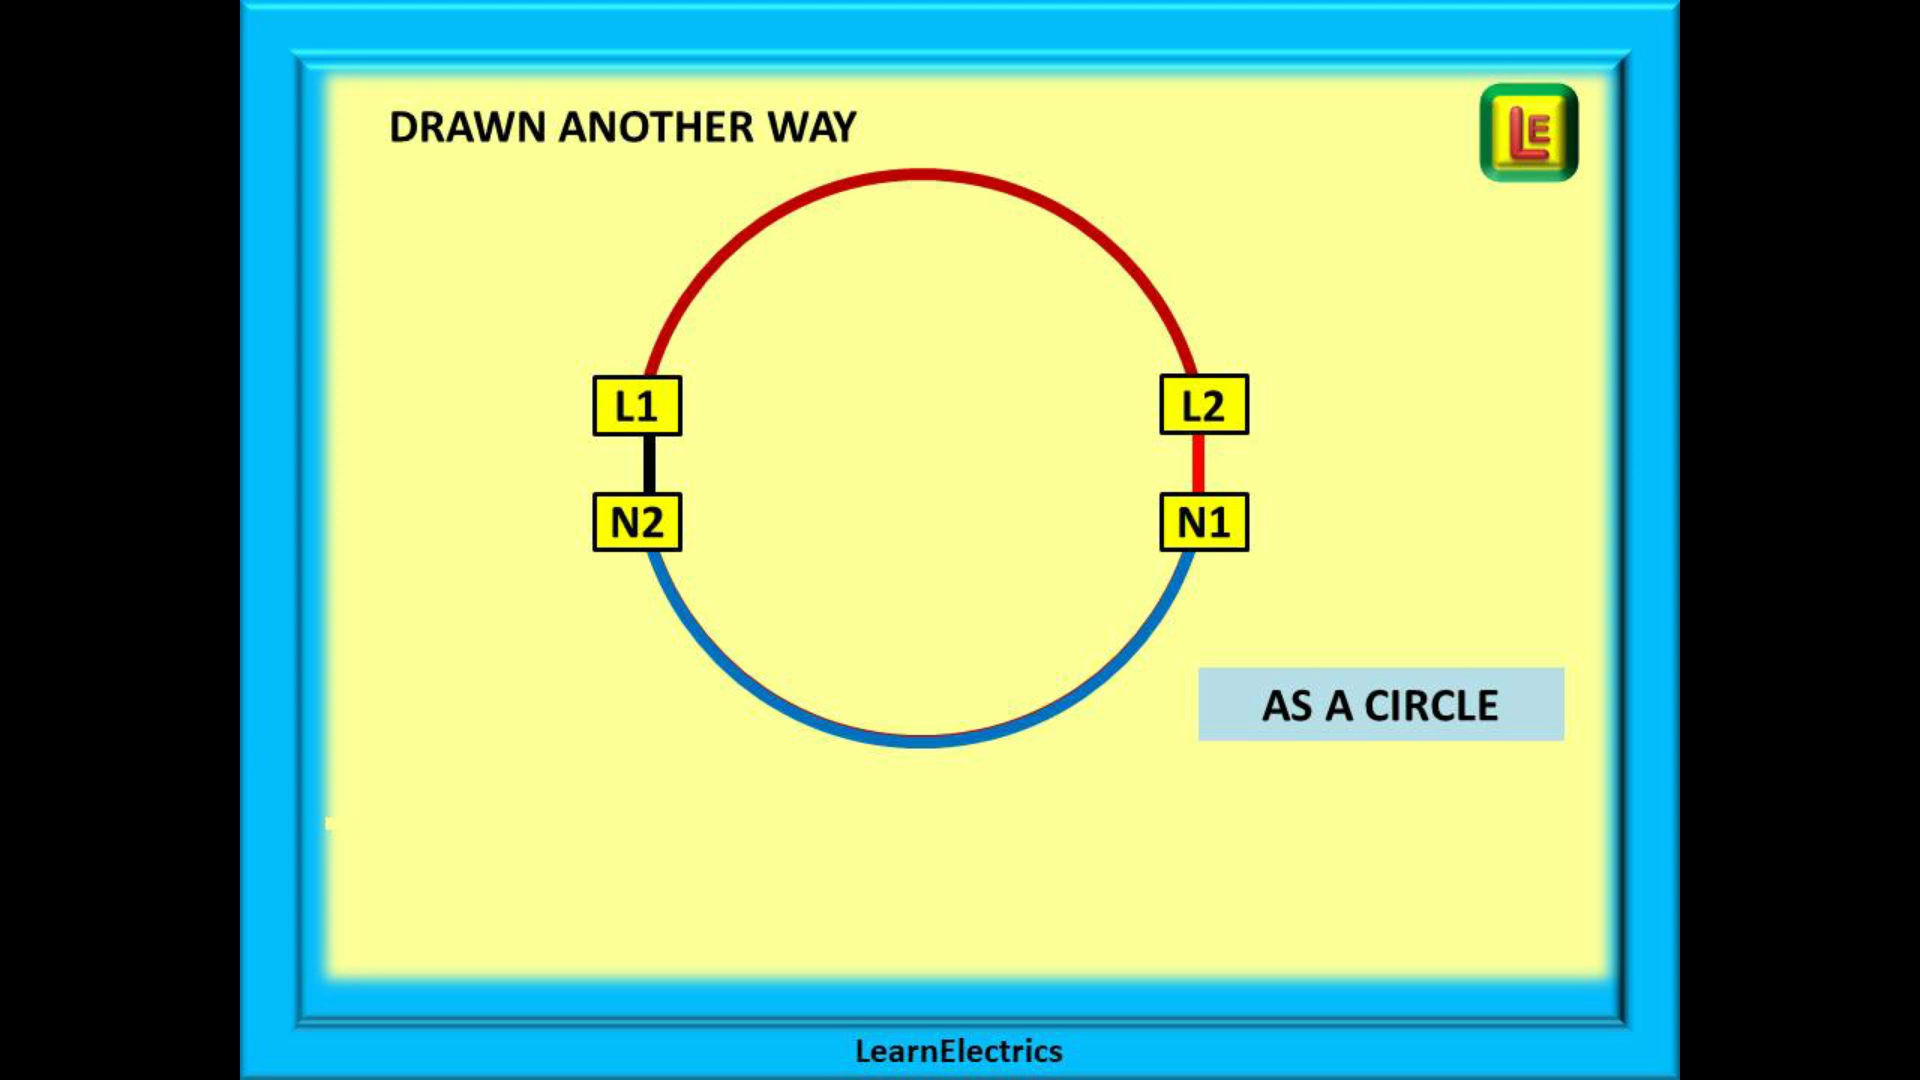 DRAWN ANOTHER WAY
LE
L1
L2
N2
N1
AS A CIRCLE
LearnElectrics